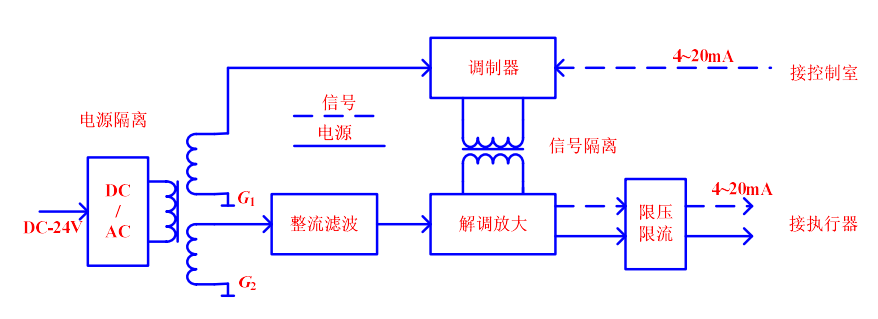 4~20mA
调制器
接控制室
信号
电源隔离
电源
信号隔离
DC
/
AC
G1
整流滤波
解调放大
限压
限流
4~20mA
DC-24V
接执行器
G2